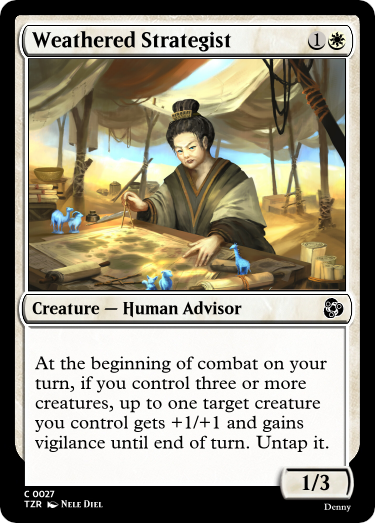 Weathered Strategist 1
Creature — Human Advisor
At the beginning of combat on your
turn, if you control three or more
creatures, up to one target creature
you control gets +1/+1 and gains
vigilance until end of turn. Untap it.
1/3
C 0027
TZR Nele Diel
Denny